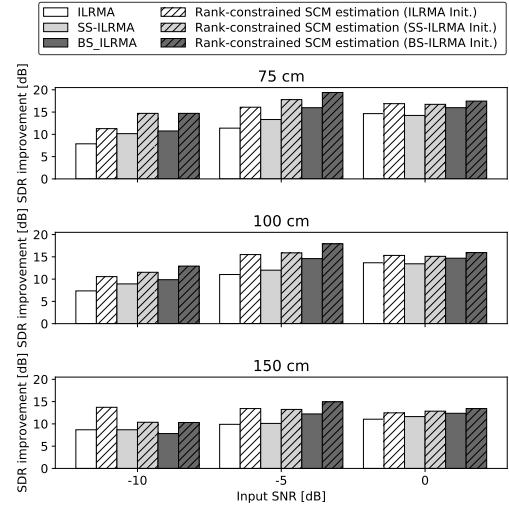 ILRMA
Rank-constrained SCM estimation (ILRMA Init.)
SS-ILRMA
Rank-constrained SCM estimation (SS-ILRMA Init.)
BS_ILRMA
Rank-constrained SCM estimation (BS-ILRMA Init.)
75 cm
SDR improvement [dB]
20
15
10
5
0
100 cm
SDR improvement [dB]
20
15
10
5
0
150 cm
SDR improvement [dB]
20
15
10
5
0
-10
-5
0
Input SNR [dB]